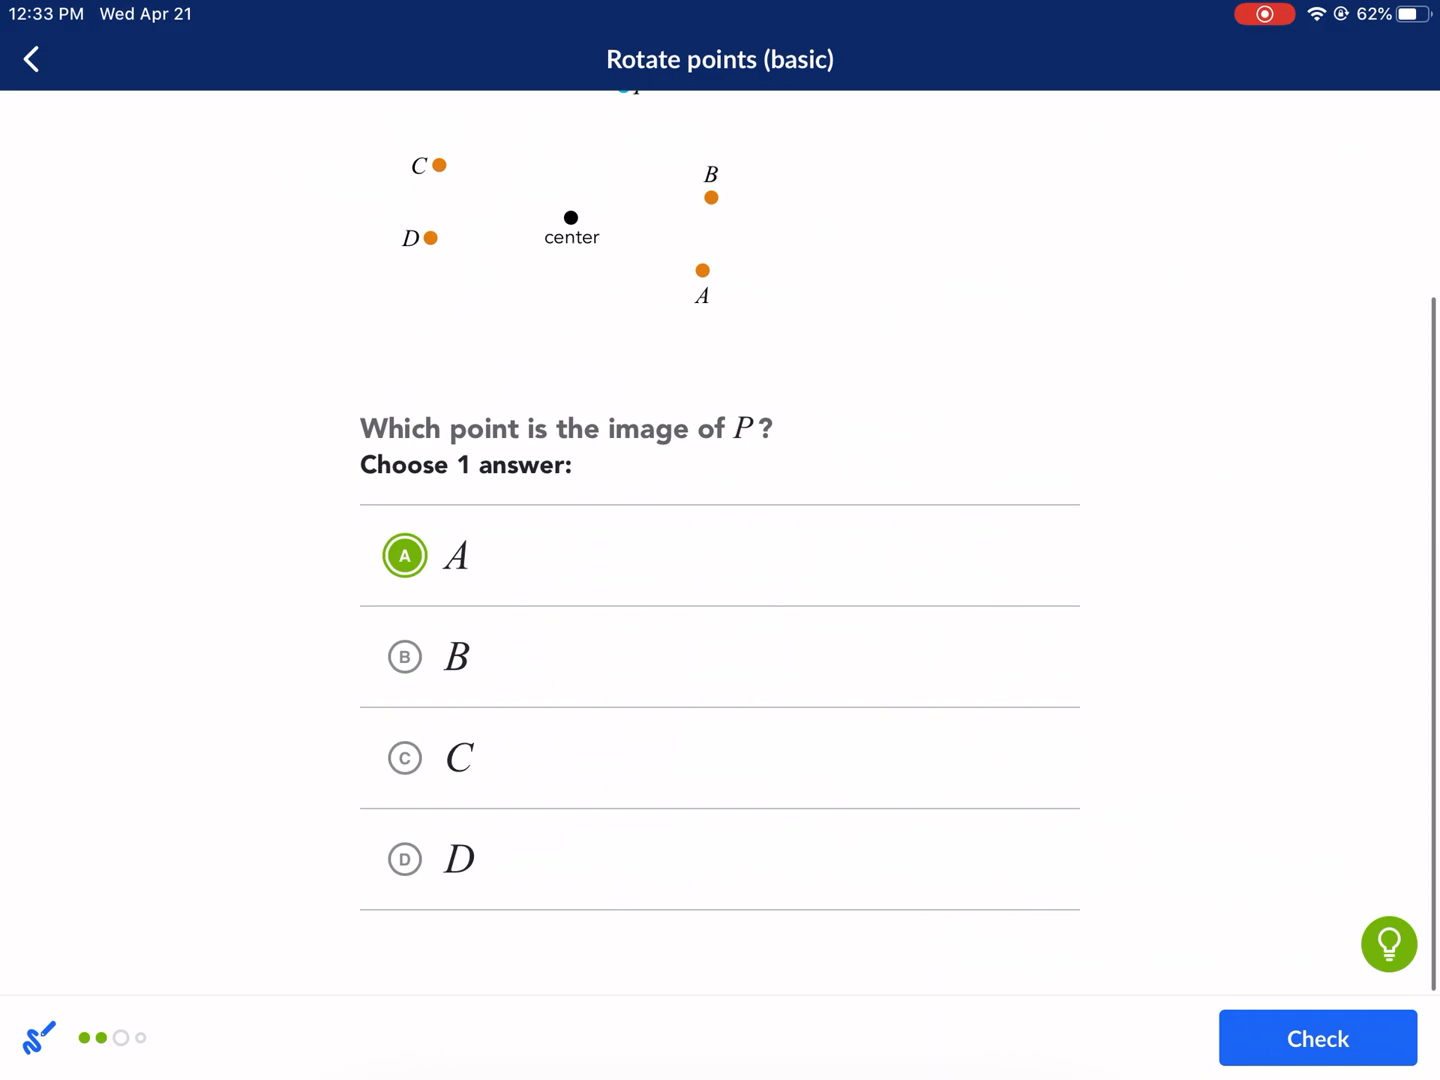 12:33 PM Wed Apr 21
62%
Rotate points (basic)
C
B
D
center
A
Which point is the image of P?
Choose 1 answer:
A A
B B
C C
D D
Check